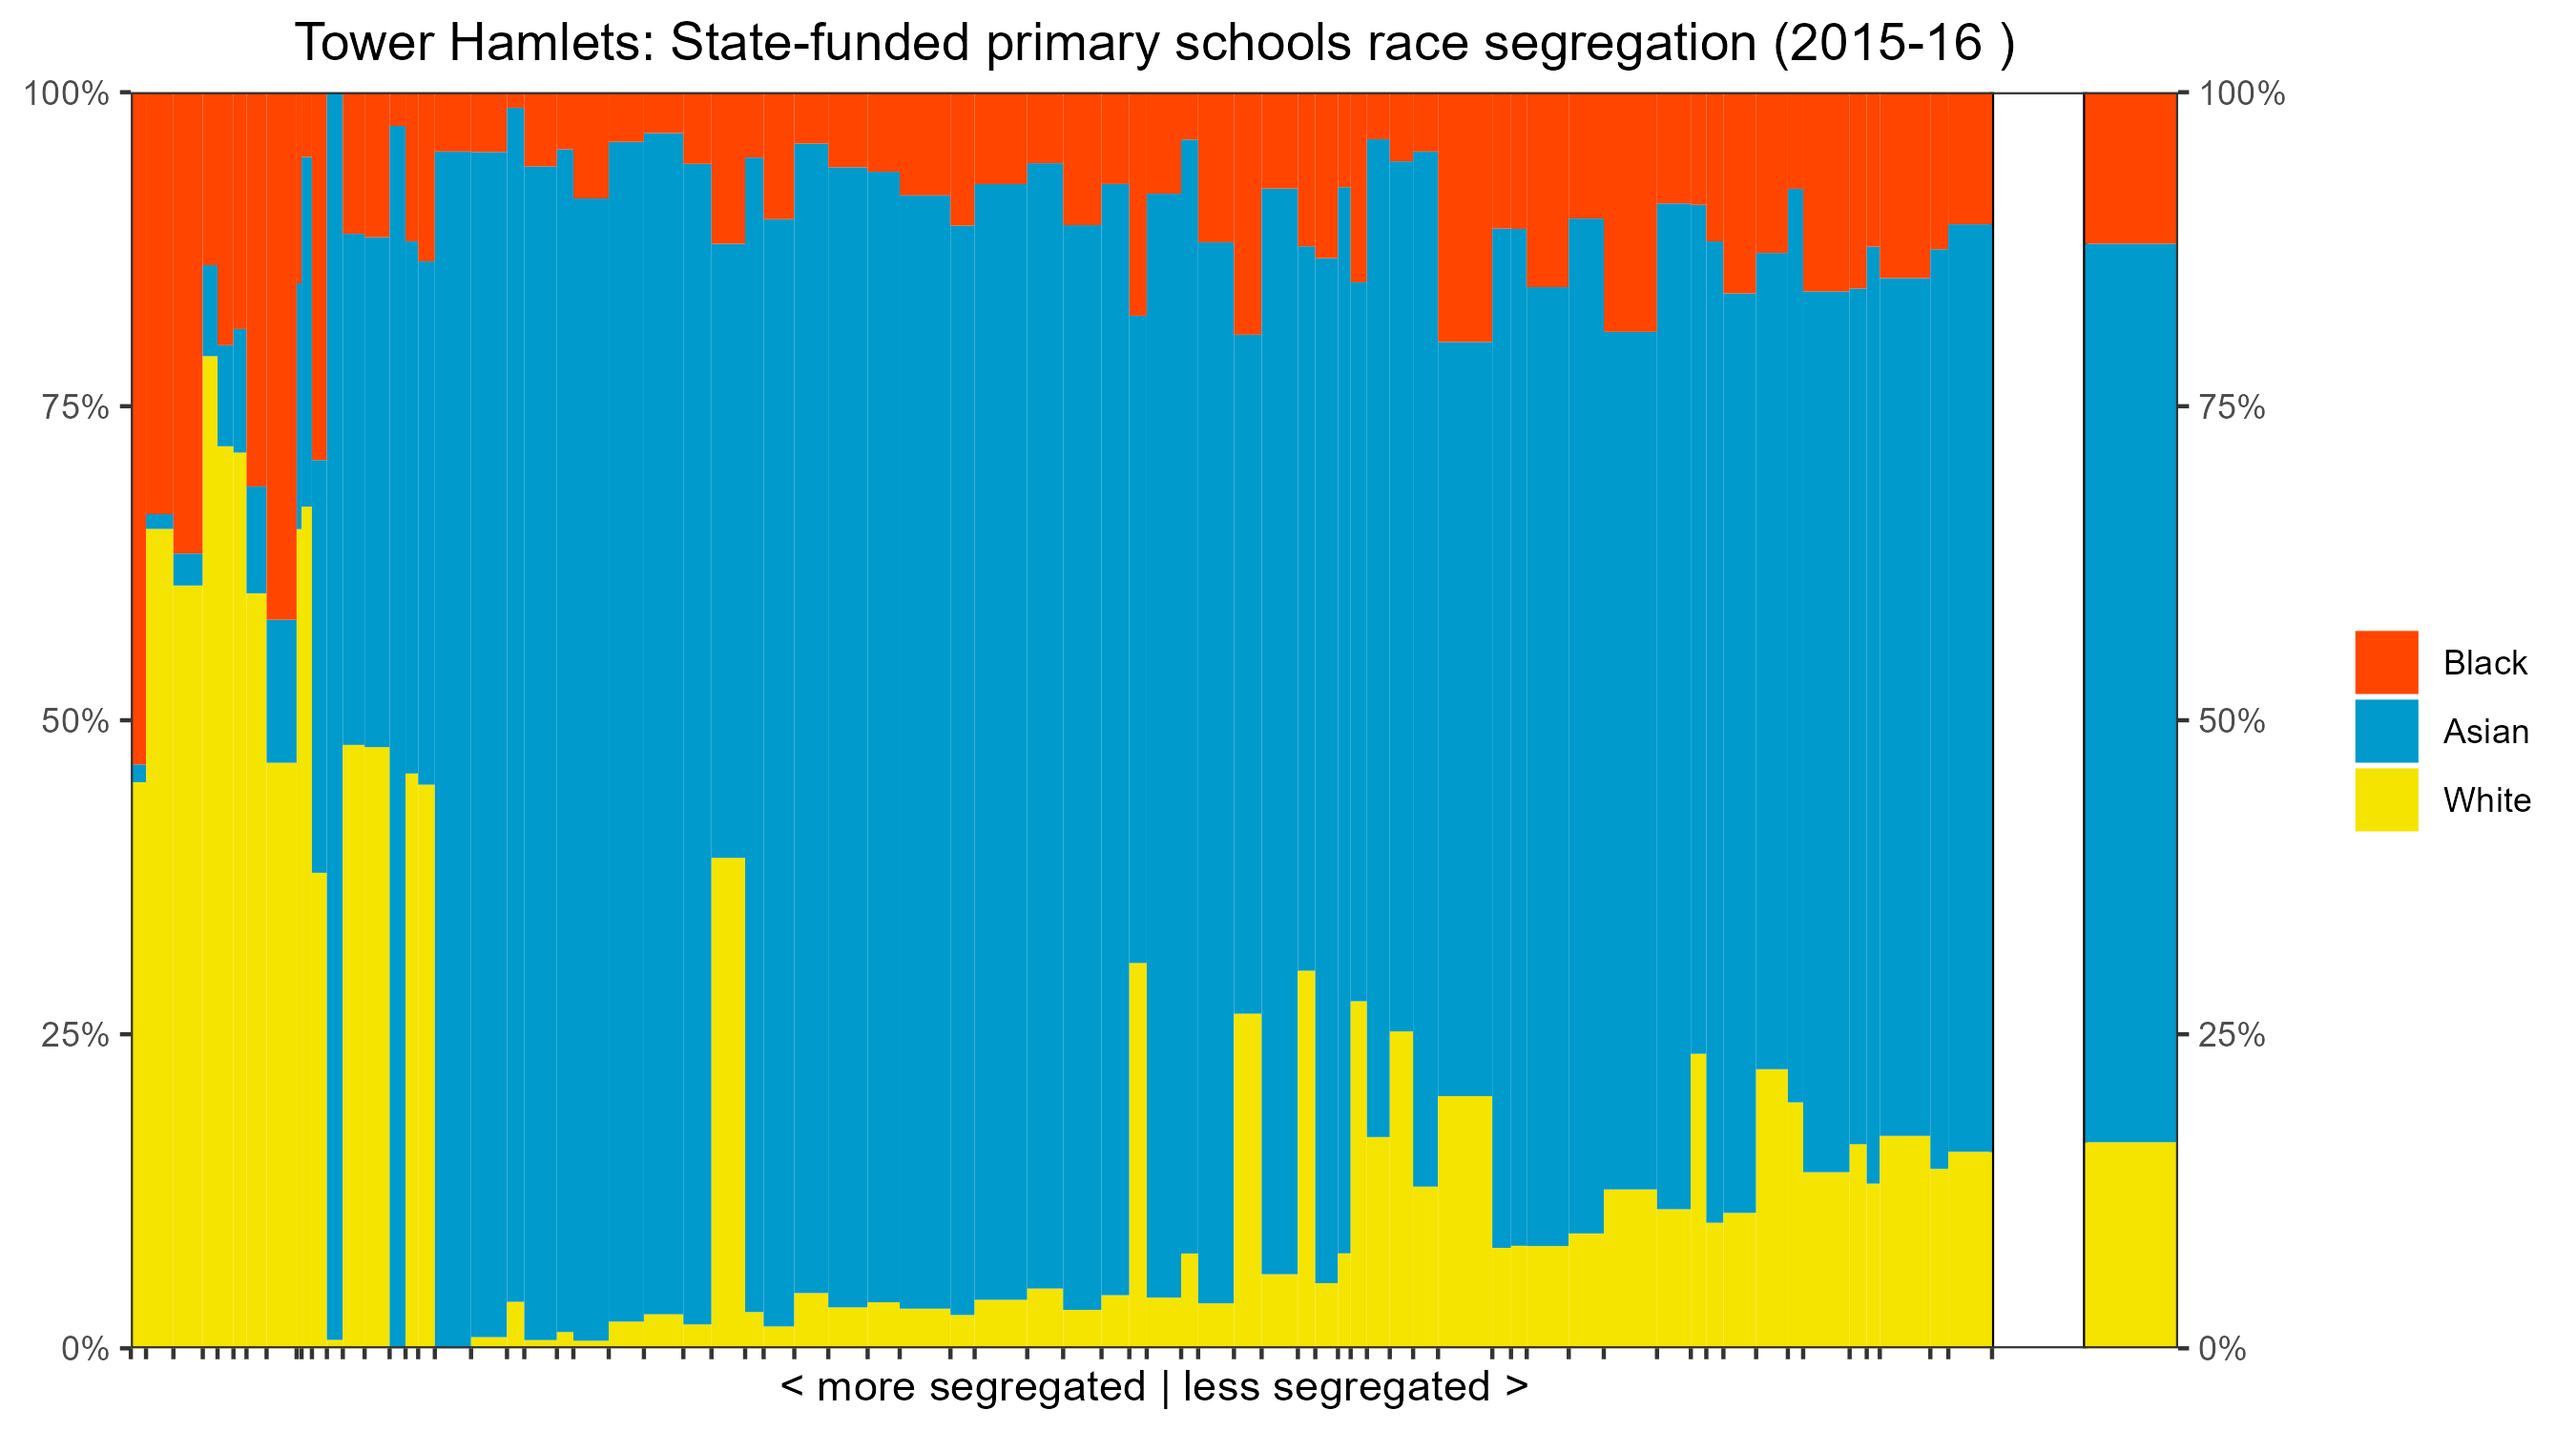 Tower Hamlets: State-funded primary schools race segregation (2015-16 )
100%
75%
50%
25%
0%
100%
75%
50%
25%
0%
Black
Asian
White
< more segregated | less segregated >